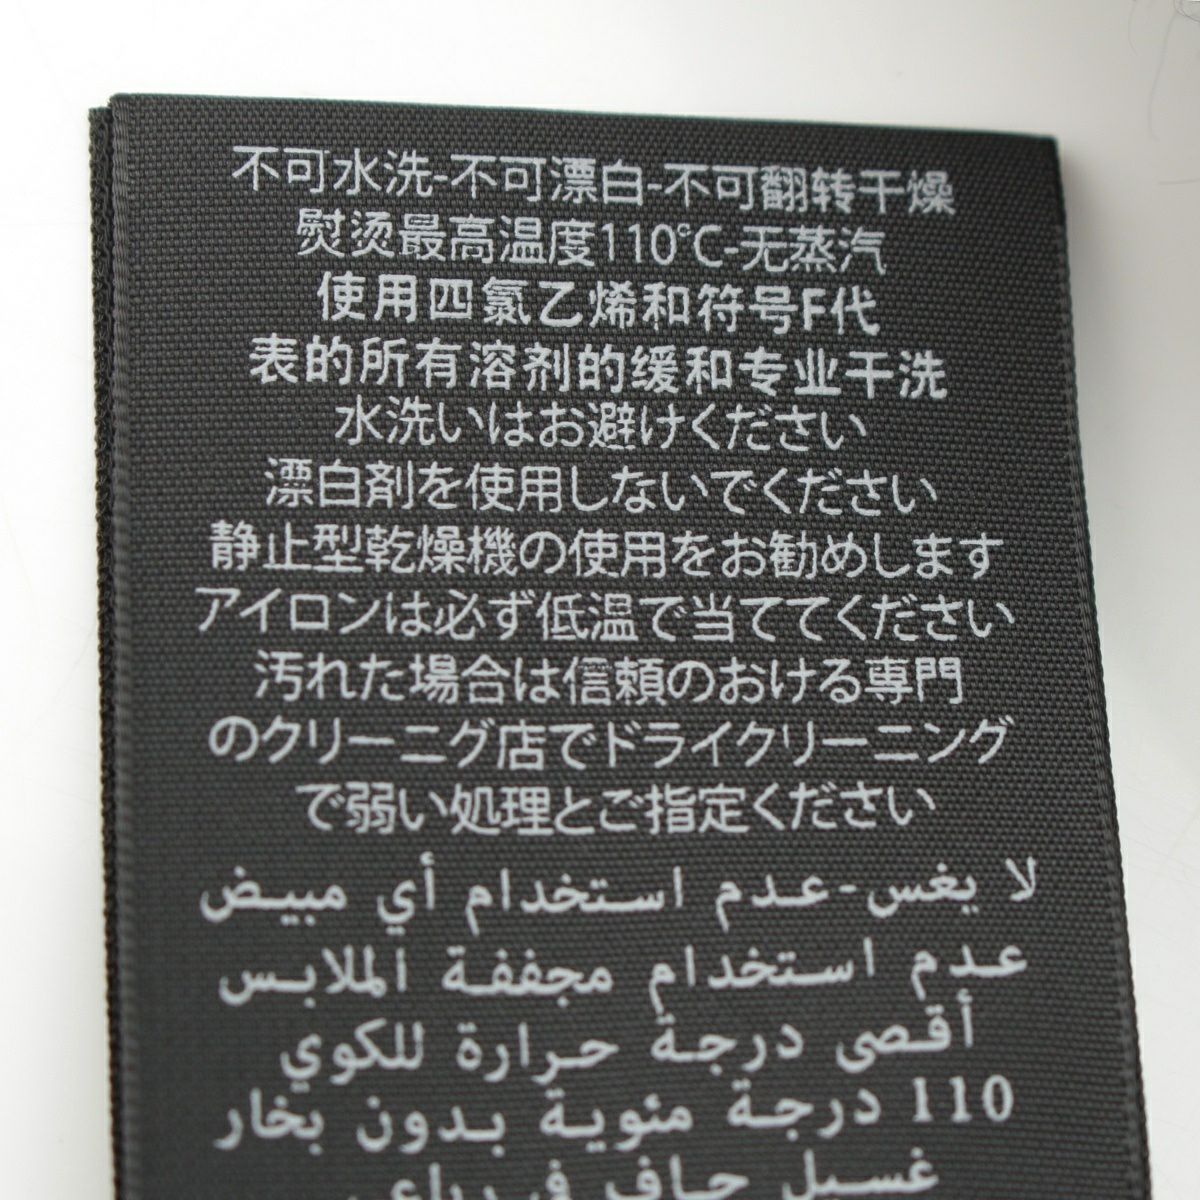 不可水洗-不可漂白-不可翻转干燥
熨烫最高温度110°C-无蒸汽
使用四氯乙烯和符号F代
表的所有溶剂的缓和专业干洗
水洗いはお避けください
漂白剤を使用しないでください
静止型乾燥機の使用をお勧めします
アイロンは必ず低温で当ててください
汚れた場合は信頼のおける専門
のクリーニグ店でドライクリーニング
で弱い処理とご指定ください
لا يغس-عدم استخدام أي مبيض
عدم استخدام مجففة الملابس
أقصى درجة حرارة للكوي
110 درجة مئوية بدون بخار
غسيل جاف في رباعي